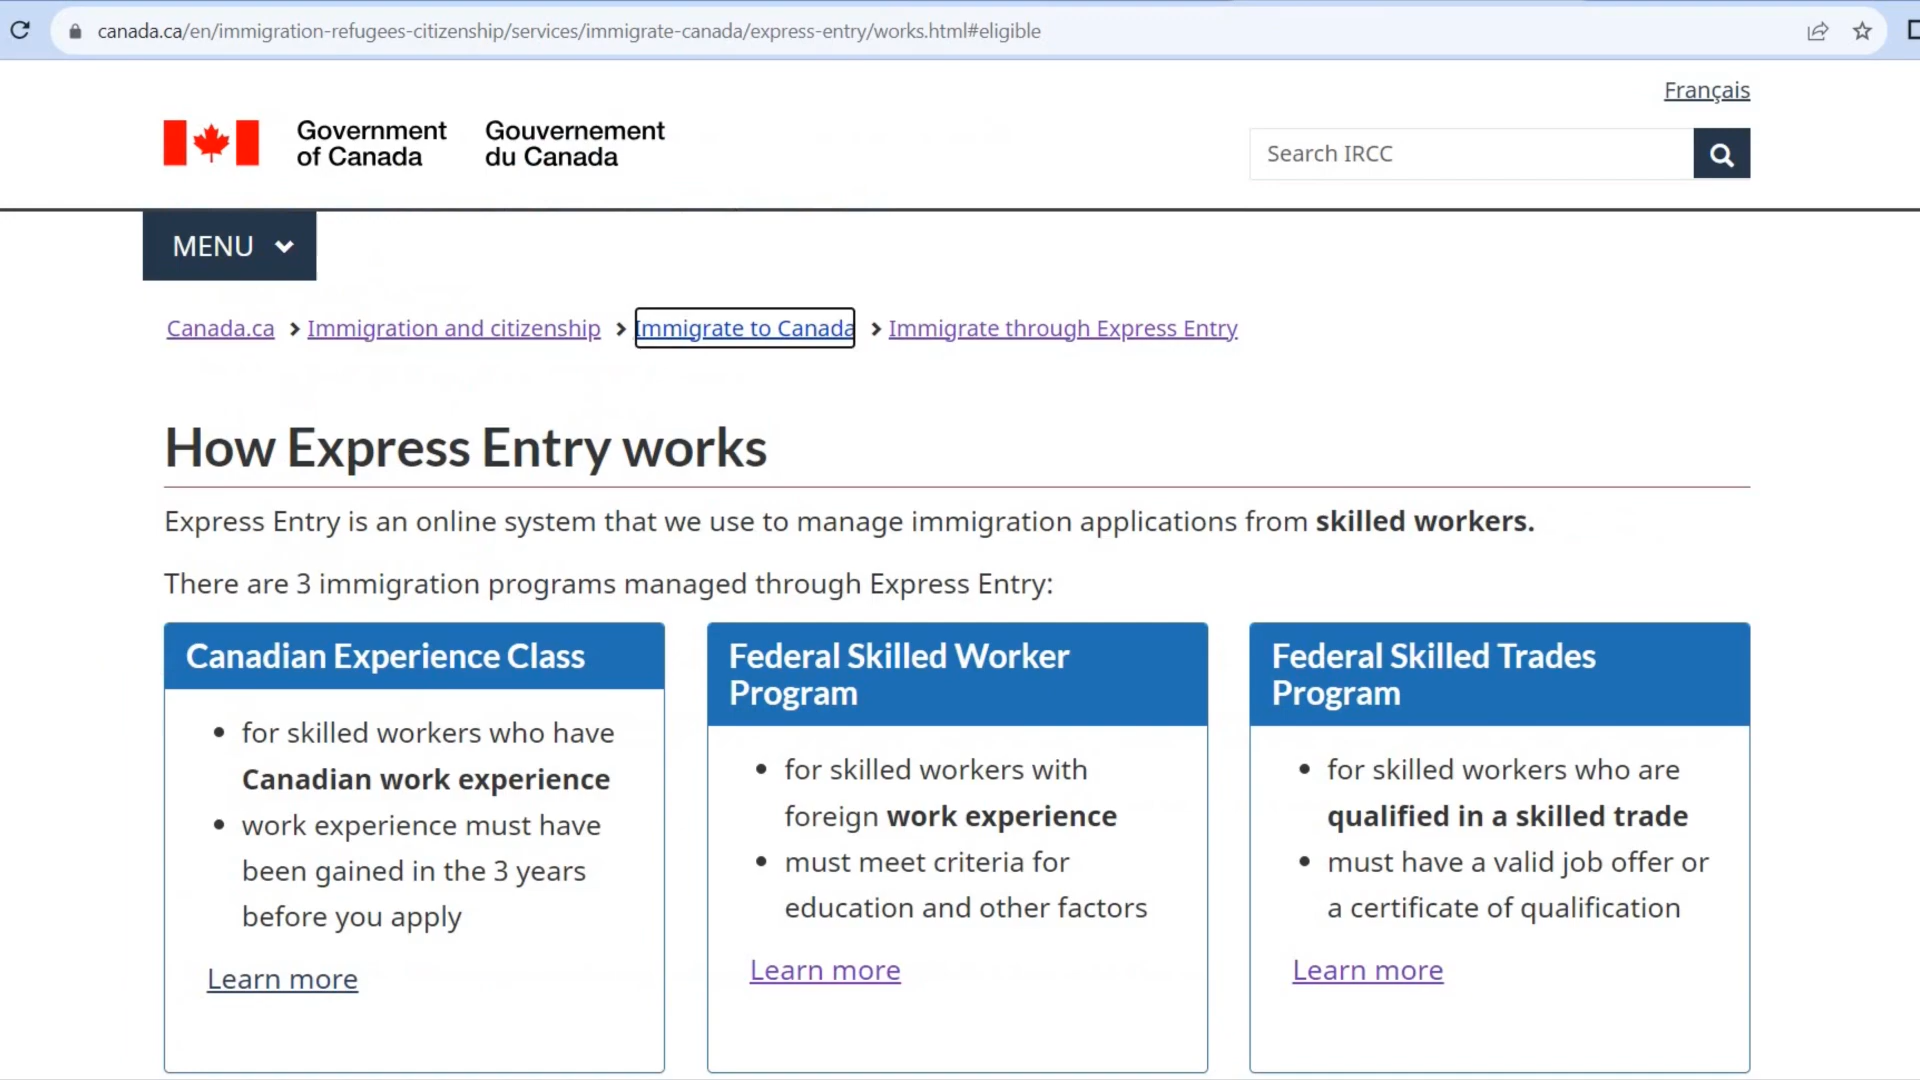 canada.ca/en/immigration-refugees-citizenship/services/immigrate-canada/express-entry/works.html#eligible
Français
Government
of Canada
Gouvernement
du Canada
Search IRCC
MENU
Canada.ca
Immigration and citizenship
Immigrate to Canada
Immigrate through Express Entry
How Express Entry works
Express Entry is an online system that we use to manage immigration applications from skilled workers.
There are 3 immigration programs managed through Express Entry:
Canadian Experience Class
for skilled workers who have
Canadian work experience
work experience must have
been gained in the 3 years
before you apply
Learn more
Federal Skilled Worker
Program
for skilled workers with
foreign work experience
must meet criteria for
education and other factors
Learn more
Federal Skilled Trades
Program
for skilled workers who are
qualified in a skilled trade
must have a valid job offer or
a certificate of qualification
Learn more